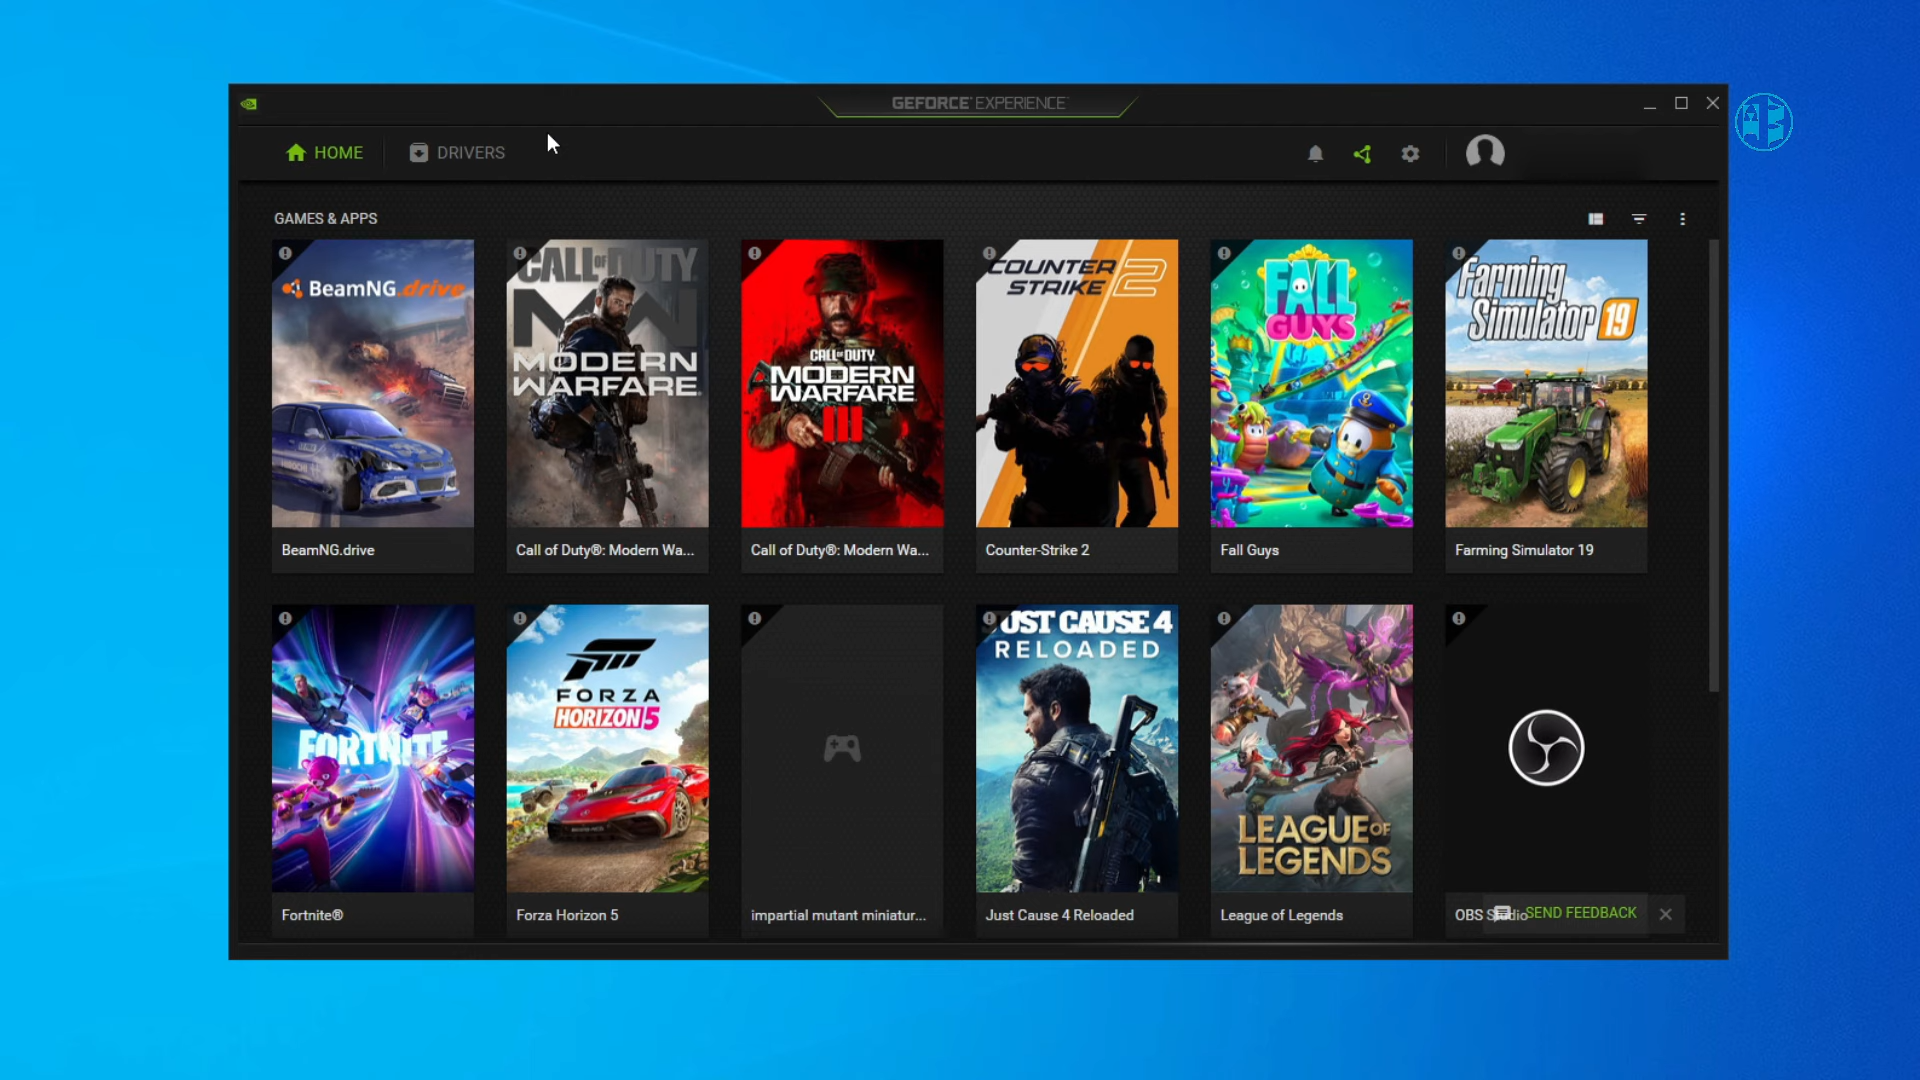 GEFORCE® EXPERIENCE™
HOME
DRIVERS
GAMES & APPS
BeamNG.drive
CALL OF DUTY
MW
MODERN
WARFARE
CALL OF DUTY
MODERN
WARFARE
III
COUNTER
STRIKE 2
FALL
GUYS
Farming
Simulator 19
BeamNG.drive
Call of Duty®: Modern Wa...
Call of Duty®: Modern Wa...
Counter-Strike 2
Fall Guys
Farming Simulator 19
FORTNITE
FORZA
HORIZON 5
JUST CAUSE 4
RELOADED
LEAGUE OF
LEGENDS
Fortnite®
Forza Horizon 5
impartial mutant miniatur...
Just Cause 4 Reloaded
League of Legends
OBS Studio
SEND FEEDBACK